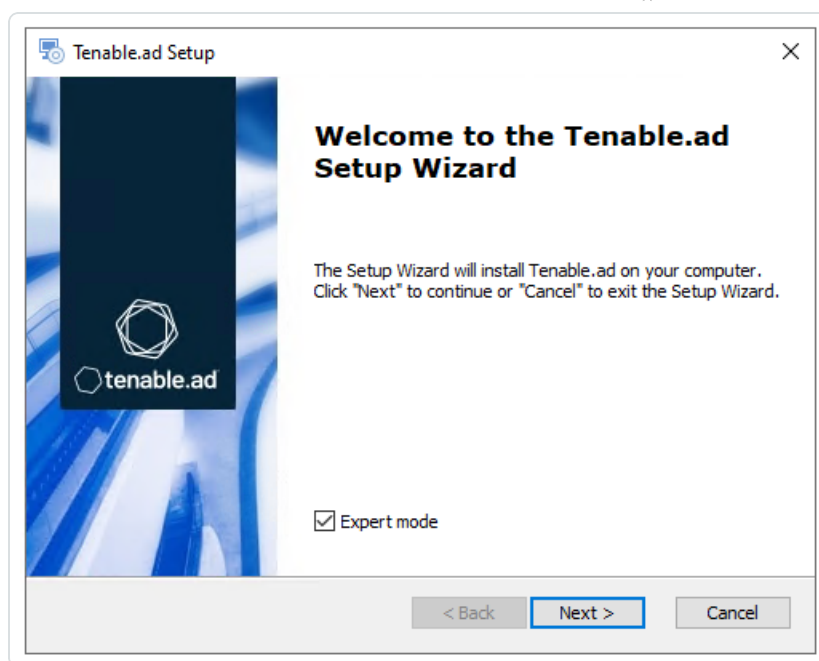 Tenable.ad Setup
Welcome to the Tenable.ad
Setup Wizard
The Setup Wizard will install Tenable.ad on your computer.
Click "Next" to continue or "Cancel" to exit the Setup Wizard.
tenable.ad
Expert mode
< Back
Next >
Cancel